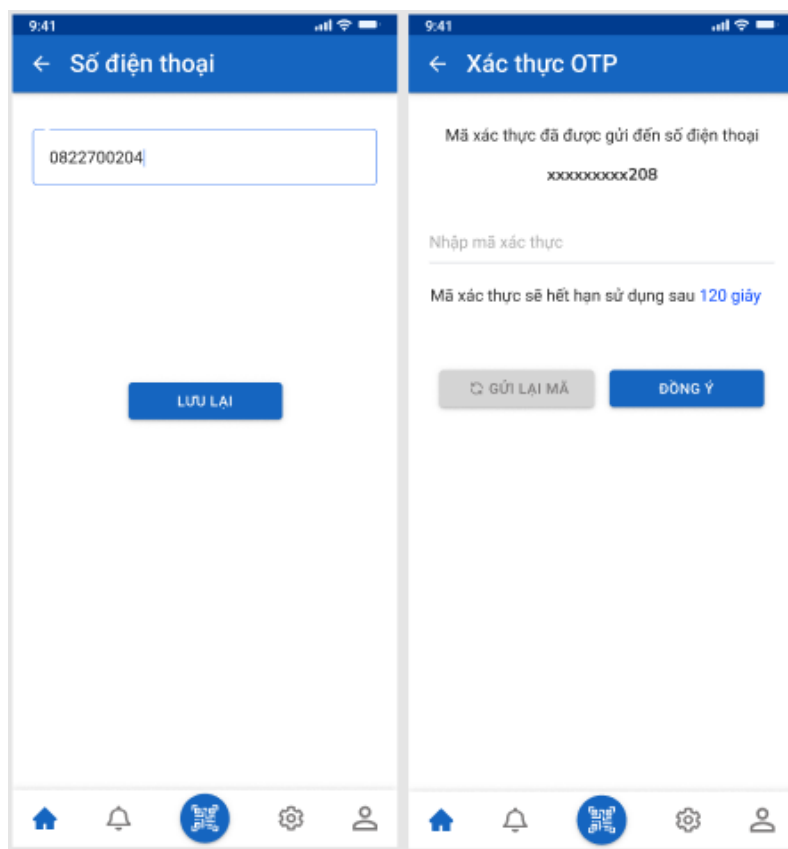 9:41
Số điện thoại
0822700204
LƯU LẠI
9:41
Xác thực OTP
Mã xác thực đã được gửi đến số điện thoại
xxxxxxxxx208
Nhập mã xác thực
Mã xác thực sẽ hết hạn sử dụng sau 120 giây
GỬI LẠI MÃ
ĐỒNG Ý